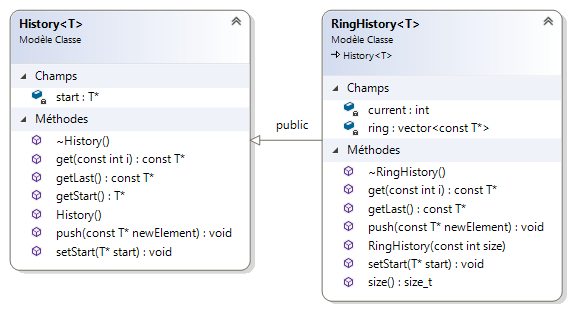 History<T>
Modèle Classe
Champs
start : T*
Méthodes
~History()
get(const int i) : const T*
getLast() : const T*
getStart() : T*
History()
push(const T* newElement) : void
setStart(T* start) : void
public
RingHistory<T>
Modèle Classe
History<T>
Champs
current : int
ring : vector<const T*>
Méthodes
~RingHistory()
get(const int i) : const T*
getLast() : const T*
push(const T* newElement) : void
RingHistory(const int size)
setStart(T* start) : void
size() : size_t